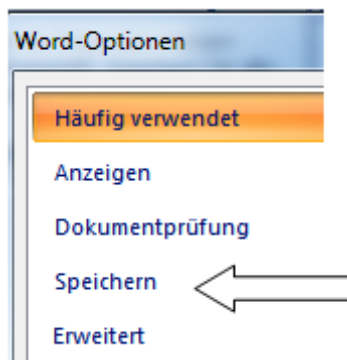 Word-Optionen
Häufig verwendet
Anzeigen
Dokumentprüfung
Speichern
Erweitert